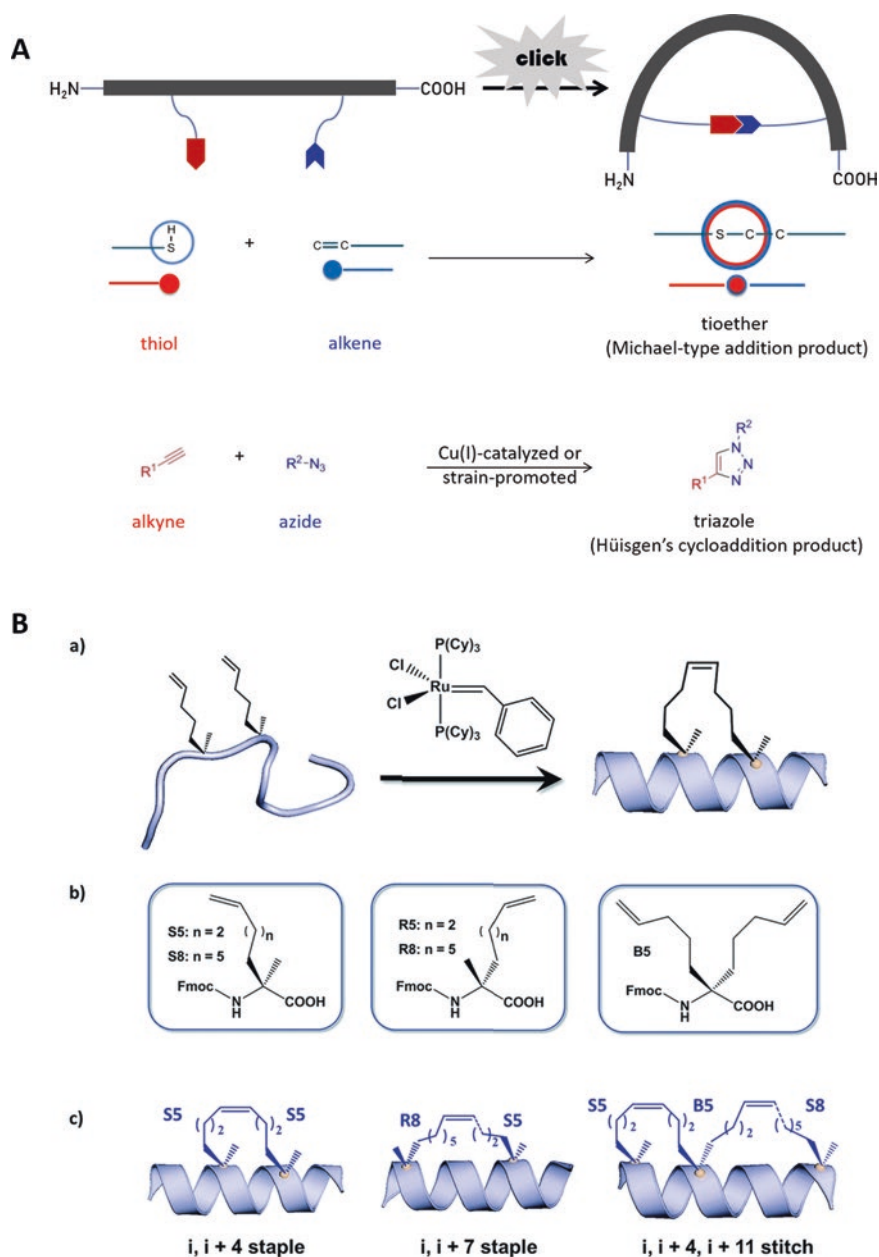 A
click
H₂N
COOH
H₂N
COOH
H
S
+
C=C
S—C—C
thiol
alkene
tioether
(Michael-type addition product)
R¹
+
R²–N₃
Cu(I)-catalyzed or
strain-promoted
R²
N
N
N
R¹
alkyne
azide
triazole
(Hüisgen's cycloaddition product)
B
a)
P(Cy)₃
Cl
Ru
Cl
P(Cy)₃
b)
S5: n = 2
S8: n = 5
( )n
Fmoc
N
H
COOH
R5: n = 2
R8: n = 5
( )n
Fmoc
N
H
COOH
B5
Fmoc
N
H
COOH
c)
S5
S5
( )2
( )2
R8
S5
( )5
( )2
S5
B5
S8
( )2
( )2
( )2
( )5
i, i + 4 staple
i, i + 7 staple
i, i + 4, i + 11 stitch